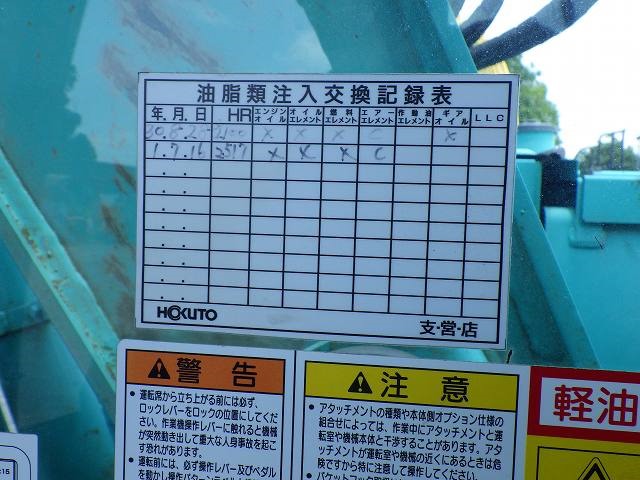 油脂類注入交換記録表
年.月.日 HR エンジンオイル オイルエレメント 燃料エレメント エアーエレメント 作動油エレメント ギアオイル LLC
30.8.28 2100 × × × C ×
1.7.16 2517 × × × C
HOKUTO 支・営・店
警告
● 運転席から立ち上がる前には必ず、
ロックレバーをロックの位置にしてくだ
さい。作業機操作レバーに触れると機械
が突然動き出して重大な人身事故を起こ
す恐れがあります。
● 運転前には、必ず操作レバー及びペダル
注意
● アタッチメントの種類や本体側オプション仕様の
組合せによっては、作業中にアタッチメントと運
転室や機械本体と干渉することがあります。アタ
ッチメントが運転室や機械の近くにあるときは危
険ですから特に注意して操作してください。
軽油